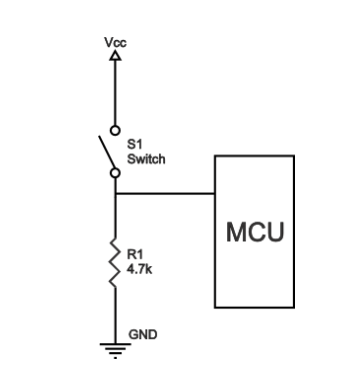 Vcc
S1
Switch
MCU
R1
4.7k
GND